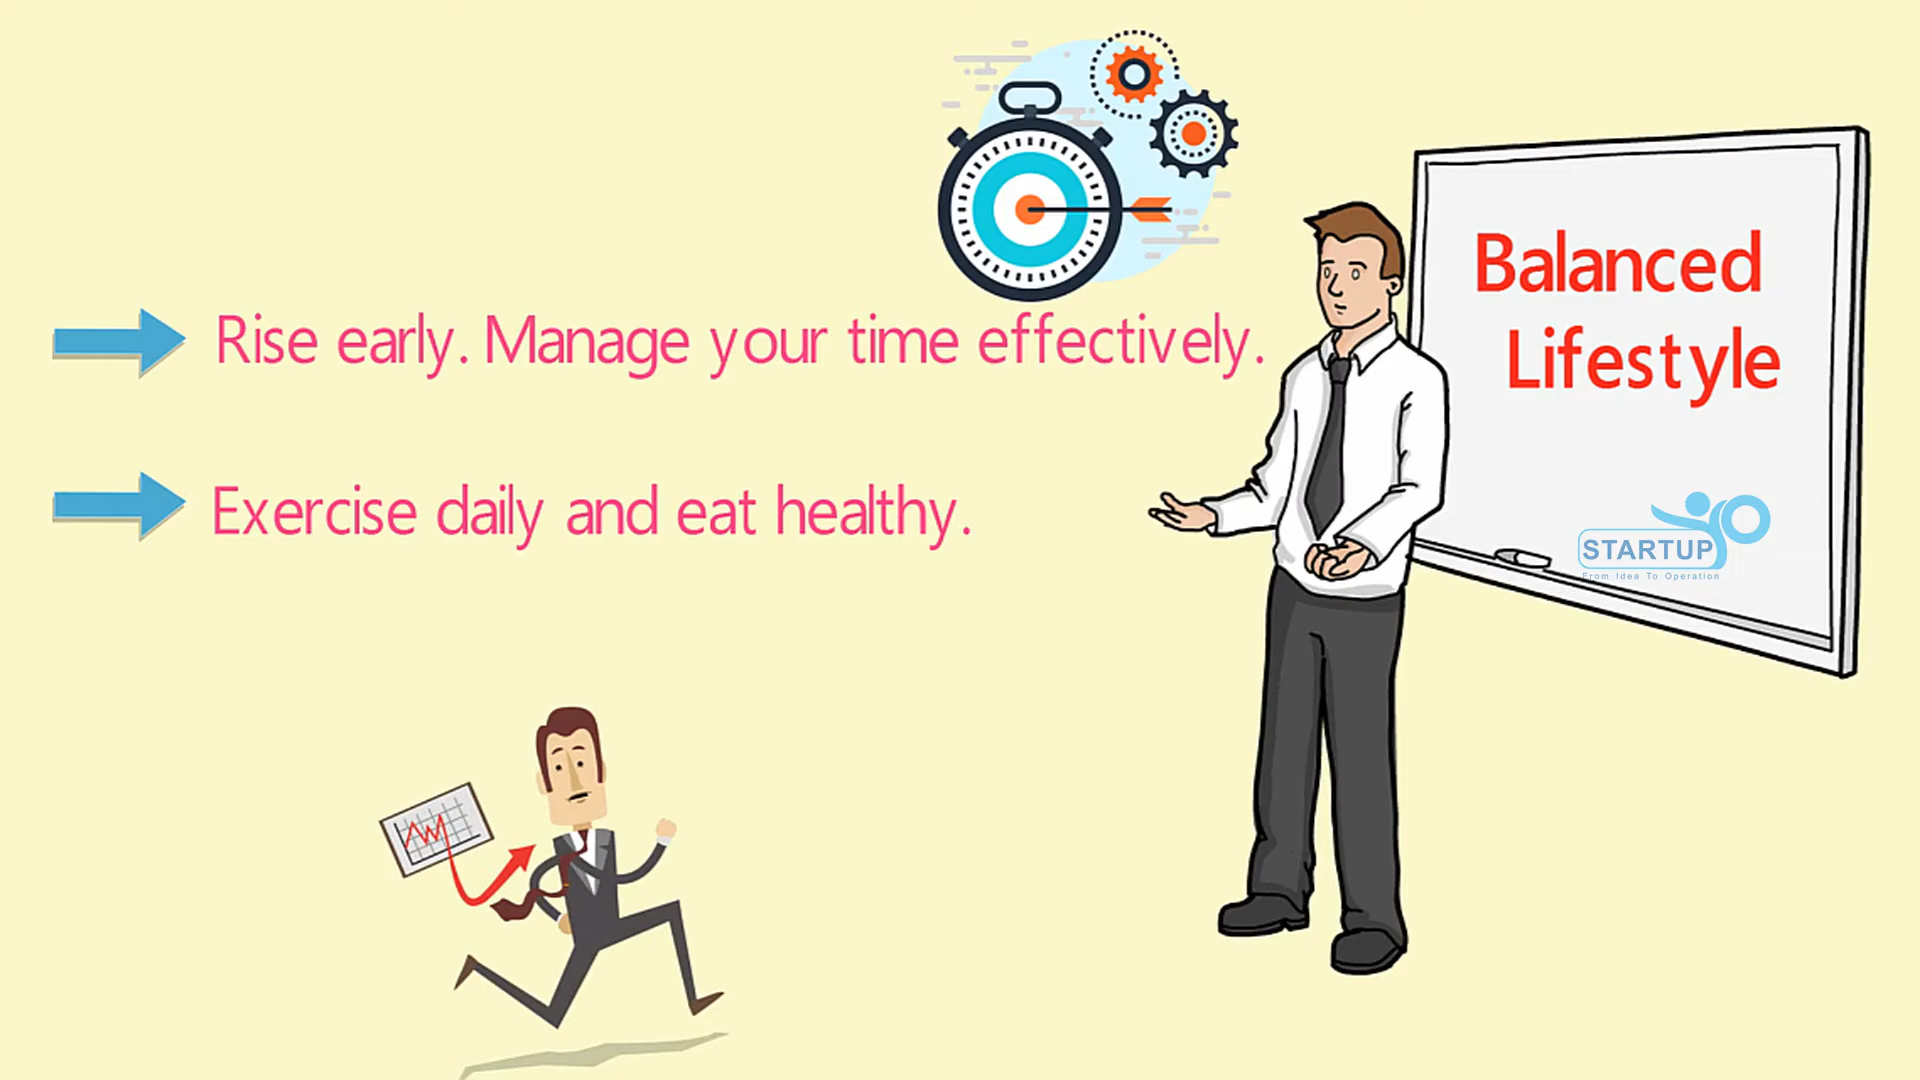 Rise early. Manage your time effectively.
Exercise daily and eat healthy.
Balanced
Lifestyle
STARTUP
From Idea To Operation